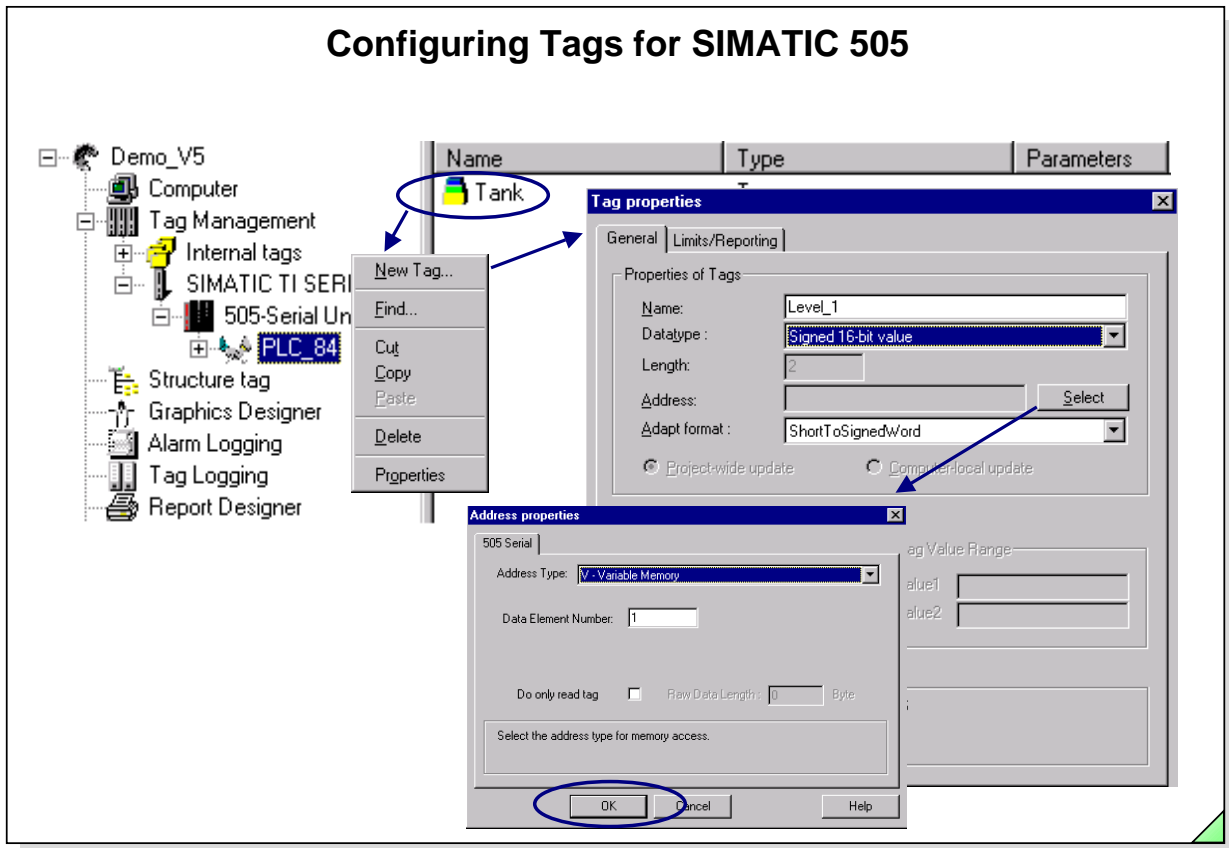 Configuring Tags for SIMATIC 505
Demo_V5
Computer
Tag Management
Internal tags
SIMATIC TI SERI
505-Serial Un
PLC_84
Structure tag
Graphics Designer
Alarm Logging
Tag Logging
Report Designer
Name Type Parameters
Tank
New Tag...
Find...
Cut
Copy
Paste
Delete
Properties
Tag properties
General Limits/Reporting
Properties of Tags
Name: Level_1
Datatype : Signed 16-bit value
Length: 2
Address: Select
Adapt format : ShortToSignedWord
Project-wide update Computer-local update
ag Value Range
alue1
alue2
Address properties
505 Serial
Address Type: V - Variable Memory
Data Element Number: 1
Do only read tag Raw Data Length : 0 Byte
Select the address type for memory access.
OK Cancel Help